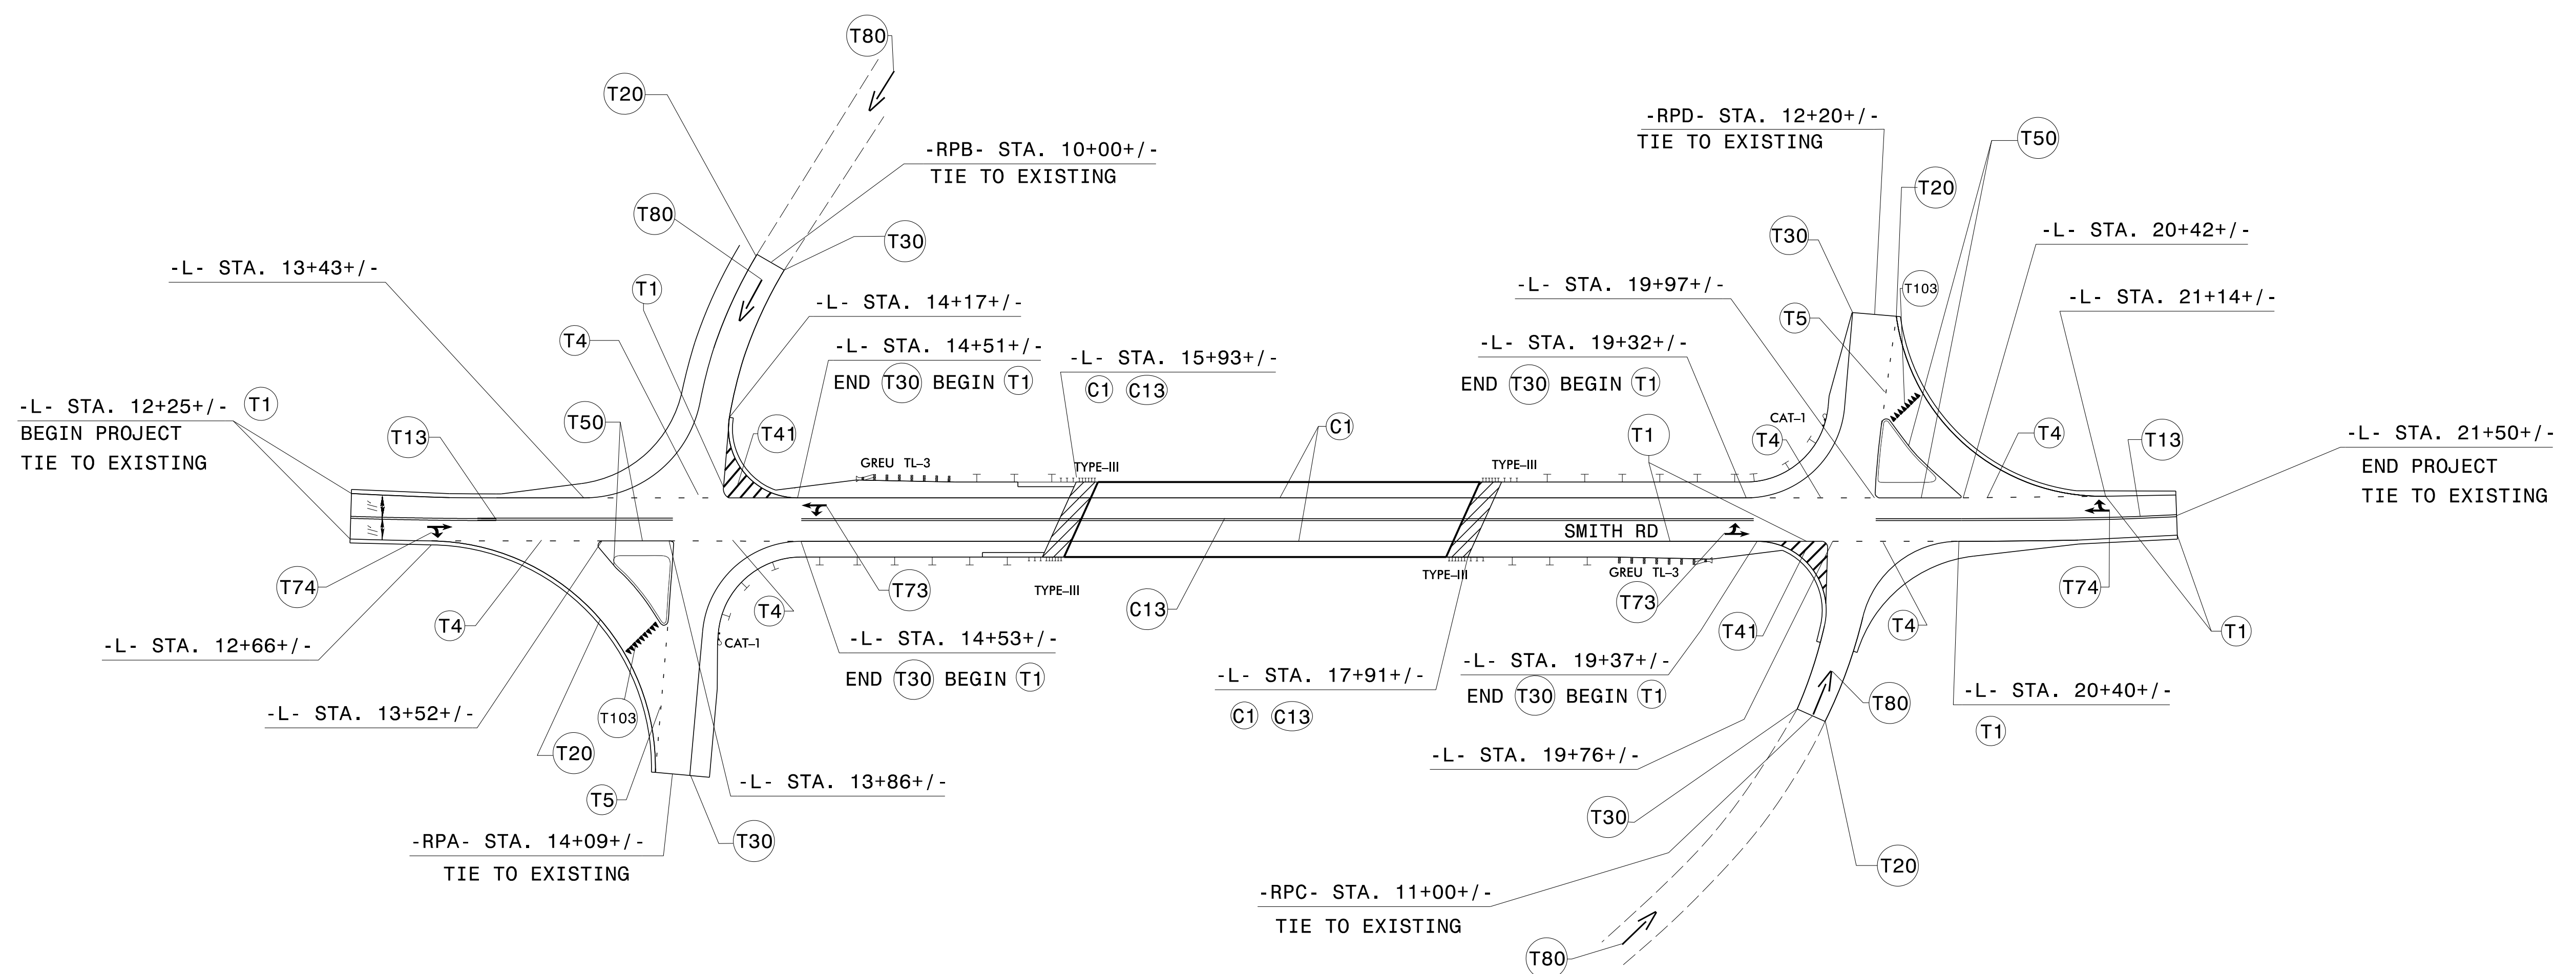 T80
T20
-RPB- STA. 10+00+/-
TIE TO EXISTING
T80
T30
-L- STA. 13+43+/-
T1
T4
-L- STA. 14+17+/-
-L- STA. 14+51+/-
END T30 BEGIN T1
-L- STA. 15+93+/-
C1 C13
-L- STA. 12+25+/- T1
BEGIN PROJECT
TIE TO EXISTING
T13
T50
T41
GREU TL-3
TYPE-III
C1
-RPD- STA. 12+20+/-
TIE TO EXISTING
T50
T20
T30
-L- STA. 20+42+/-
-L- STA. 19+97+/-
T103
T5
-L- STA. 21+14+/-
-L- STA. 19+32+/-
END T30 BEGIN T1
CAT-1
T1
T4
T4
T13
-L- STA. 21+50+/-
END PROJECT
TIE TO EXISTING
TYPE-III
11'
11'
SMITH RD
T74
T4
TYPE-III
T73
C13
T4
CAT-1
-L- STA. 12+66+/-
-L- STA. 14+53+/-
END T30 BEGIN T1
TYPE-III
GREU TL-3
T73
T74
T41
T4
T1
-L- STA. 13+52+/-
T103
T20
-L- STA. 17+91+/-
C1 C13
-L- STA. 19+37+/-
END T30 BEGIN T1
-L- STA. 20+40+/-
T1
T80
-L- STA. 19+76+/-
-L- STA. 13+86+/-
T5
-RPA- STA. 14+09+/-
TIE TO EXISTING
T30
T30
T20
-RPC- STA. 11+00+/-
TIE TO EXISTING
T80